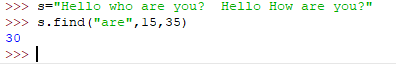 >>> s="Hello who are you?  Hello How are you?"
>>> s.find("are",15,35)
30
>>>